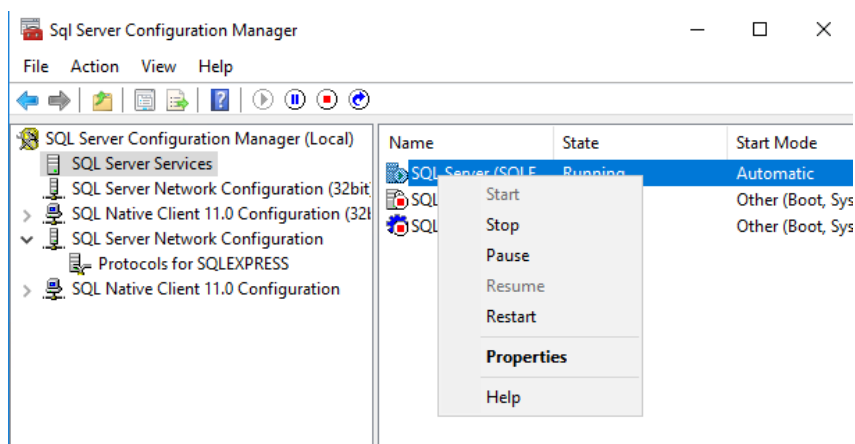 Sql Server Configuration Manager
File Action View Help
SQL Server Configuration Manager (Local)
SQL Server Services
SQL Server Network Configuration (32bit
SQL Native Client 11.0 Configuration (32
SQL Server Network Configuration
Protocols for SQLEXPRESS
SQL Native Client 11.0 Configuration
Name State Start Mode
SQL Server (SQLE Running Automatic
SQL Other (Boot, Sys
SQL Other (Boot, Sys
Start
Stop
Pause
Resume
Restart
Properties
Help